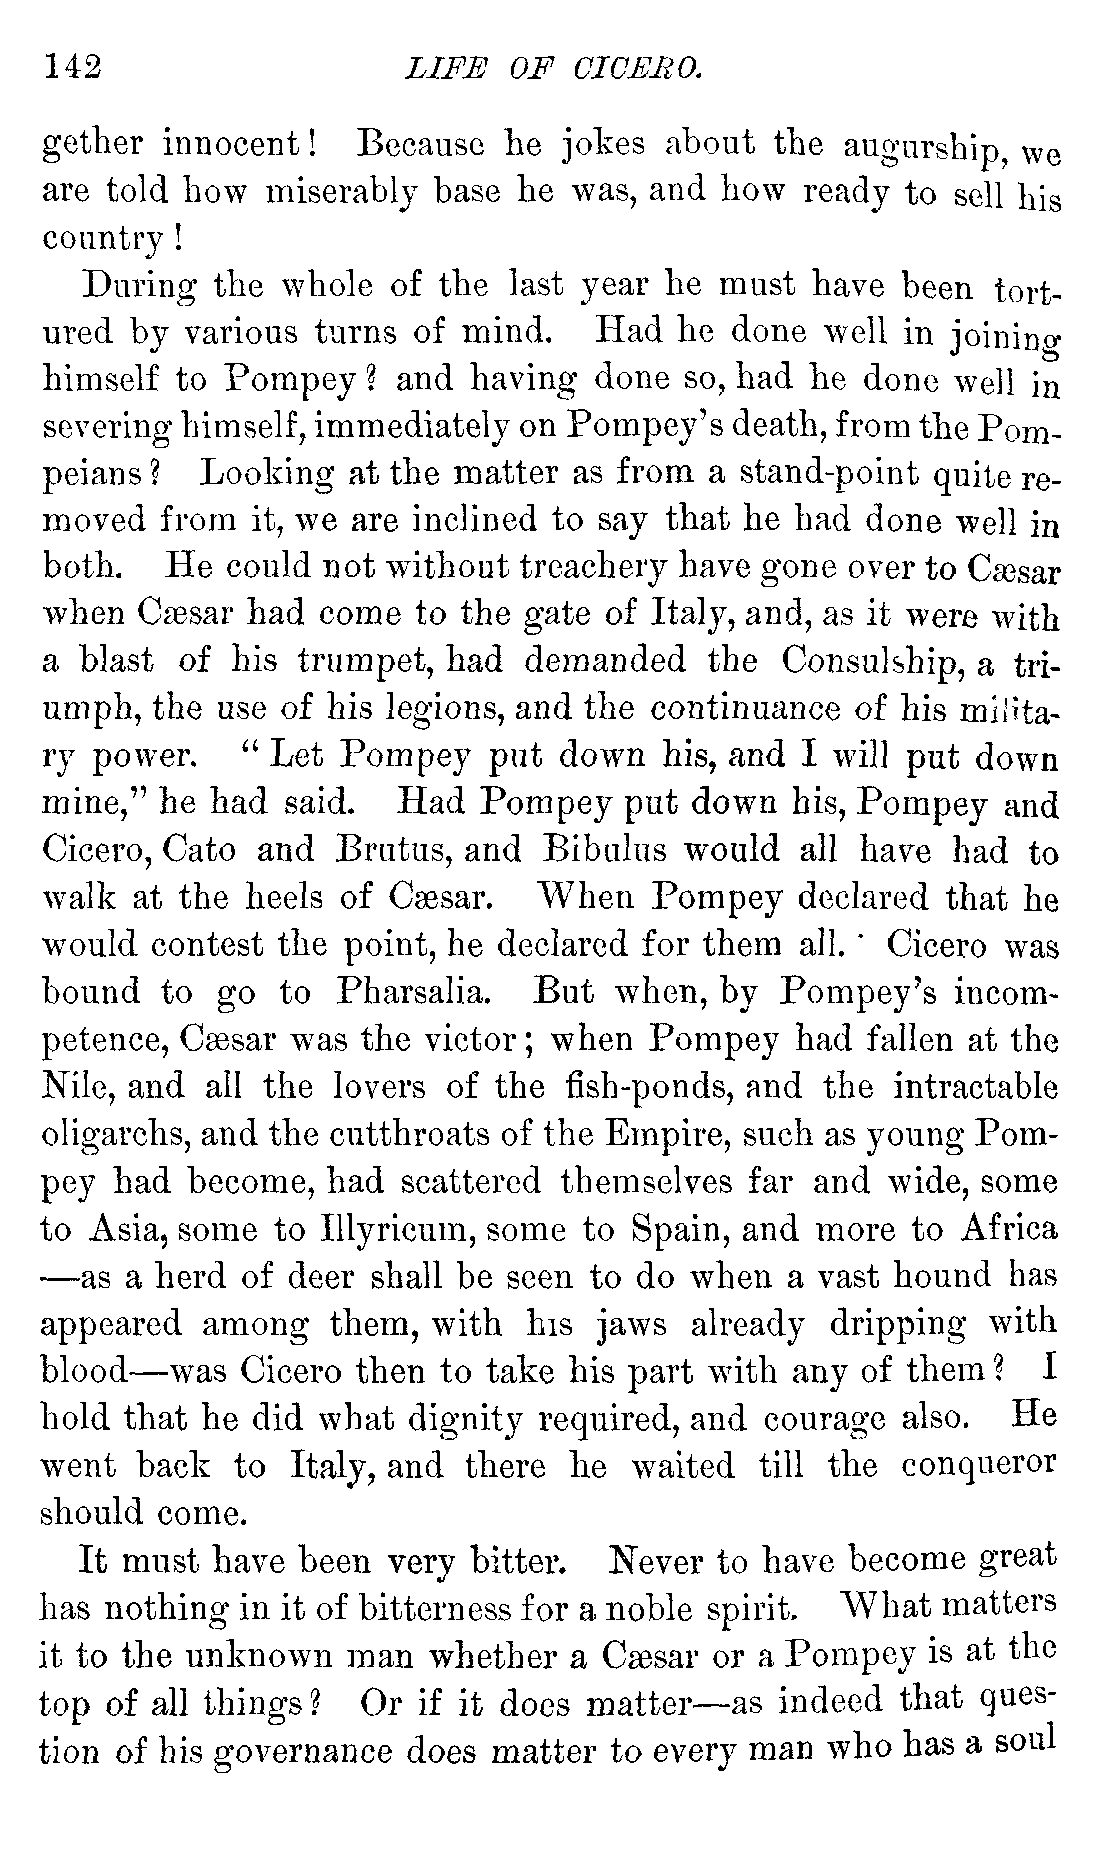 142 LIFE OF CICERO.
gether innocent! Because he jokes about the augurship, we
are told how miserably base he was, and how ready to sell his
country!
During the whole of the last year he must have been tort-
ured by various turns of mind. Had he done well in joining
himself to Pompey? and having done so, had he done well in
severing himself, immediately on Pompey's death, from the Pom-
peians? Looking at the matter as from a stand-point quite re-
moved from it, we are inclined to say that he had done well in
both. He could not without treachery have gone over to Cæsar
when Cæsar had come to the gate of Italy, and, as it were with
a blast of his trumpet, had demanded the Consulship, a tri-
umph, the use of his legions, and the continuance of his milita-
ry power. "Let Pompey put down his, and I will put down
mine," he had said. Had Pompey put down his, Pompey and
Cicero, Cato and Brutus, and Bibulus would all have had to
walk at the heels of Cæsar. When Pompey declared that he
would contest the point, he declared for them all. Cicero was
bound to go to Pharsalia. But when, by Pompey's incom-
petence, Cæsar was the victor; when Pompey had fallen at the
Nile, and all the lovers of the fish-ponds, and the intractable
oligarchs, and the cutthroats of the Empire, such as young Pom-
pey had become, had scattered themselves far and wide, some
to Asia, some to Illyricum, some to Spain, and more to Africa
—as a herd of deer shall be seen to do when a vast hound has
appeared among them, with his jaws already dripping with
blood—was Cicero then to take his part with any of them? I
hold that he did what dignity required, and courage also. He
went back to Italy, and there he waited till the conqueror
should come.
It must have been very bitter. Never to have become great
has nothing in it of bitterness for a noble spirit. What matters
it to the unknown man whether a Cæsar or a Pompey is at the
top of all things? Or if it does matter—as indeed that ques-
tion of his governance does matter to every man who has a soul